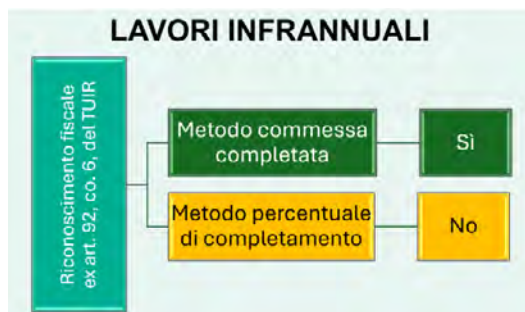 LAVORI INFRANNUALI
Riconoscimento fiscale
ex art. 92, co. 6, del TUIR
Metodo commessa
completata
Sì
Metodo percentuale
di completamento
No